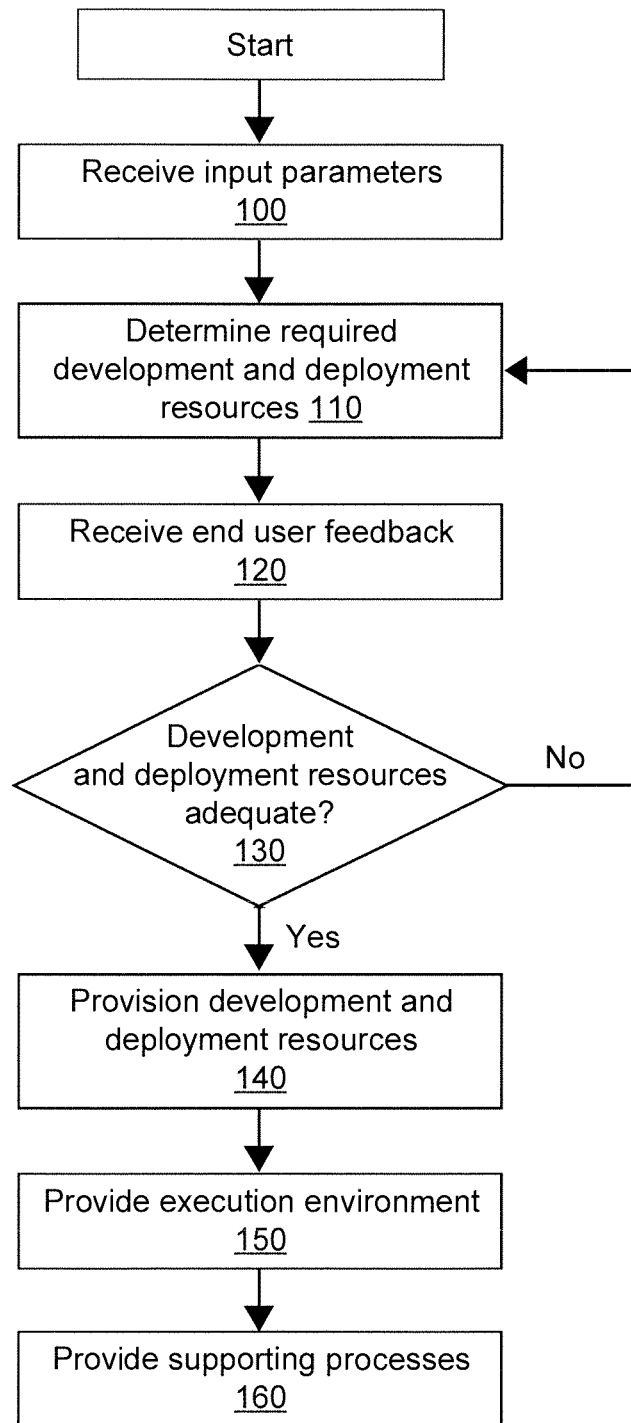 Start
Receive input parameters
100
Determine required
development and deployment
resources 110
Receive end user feedback
120
Development
and deployment resources
adequate?
130
No
Yes
Provision development and
deployment resources
140
Provide execution environment
150
Provide supporting processes
160